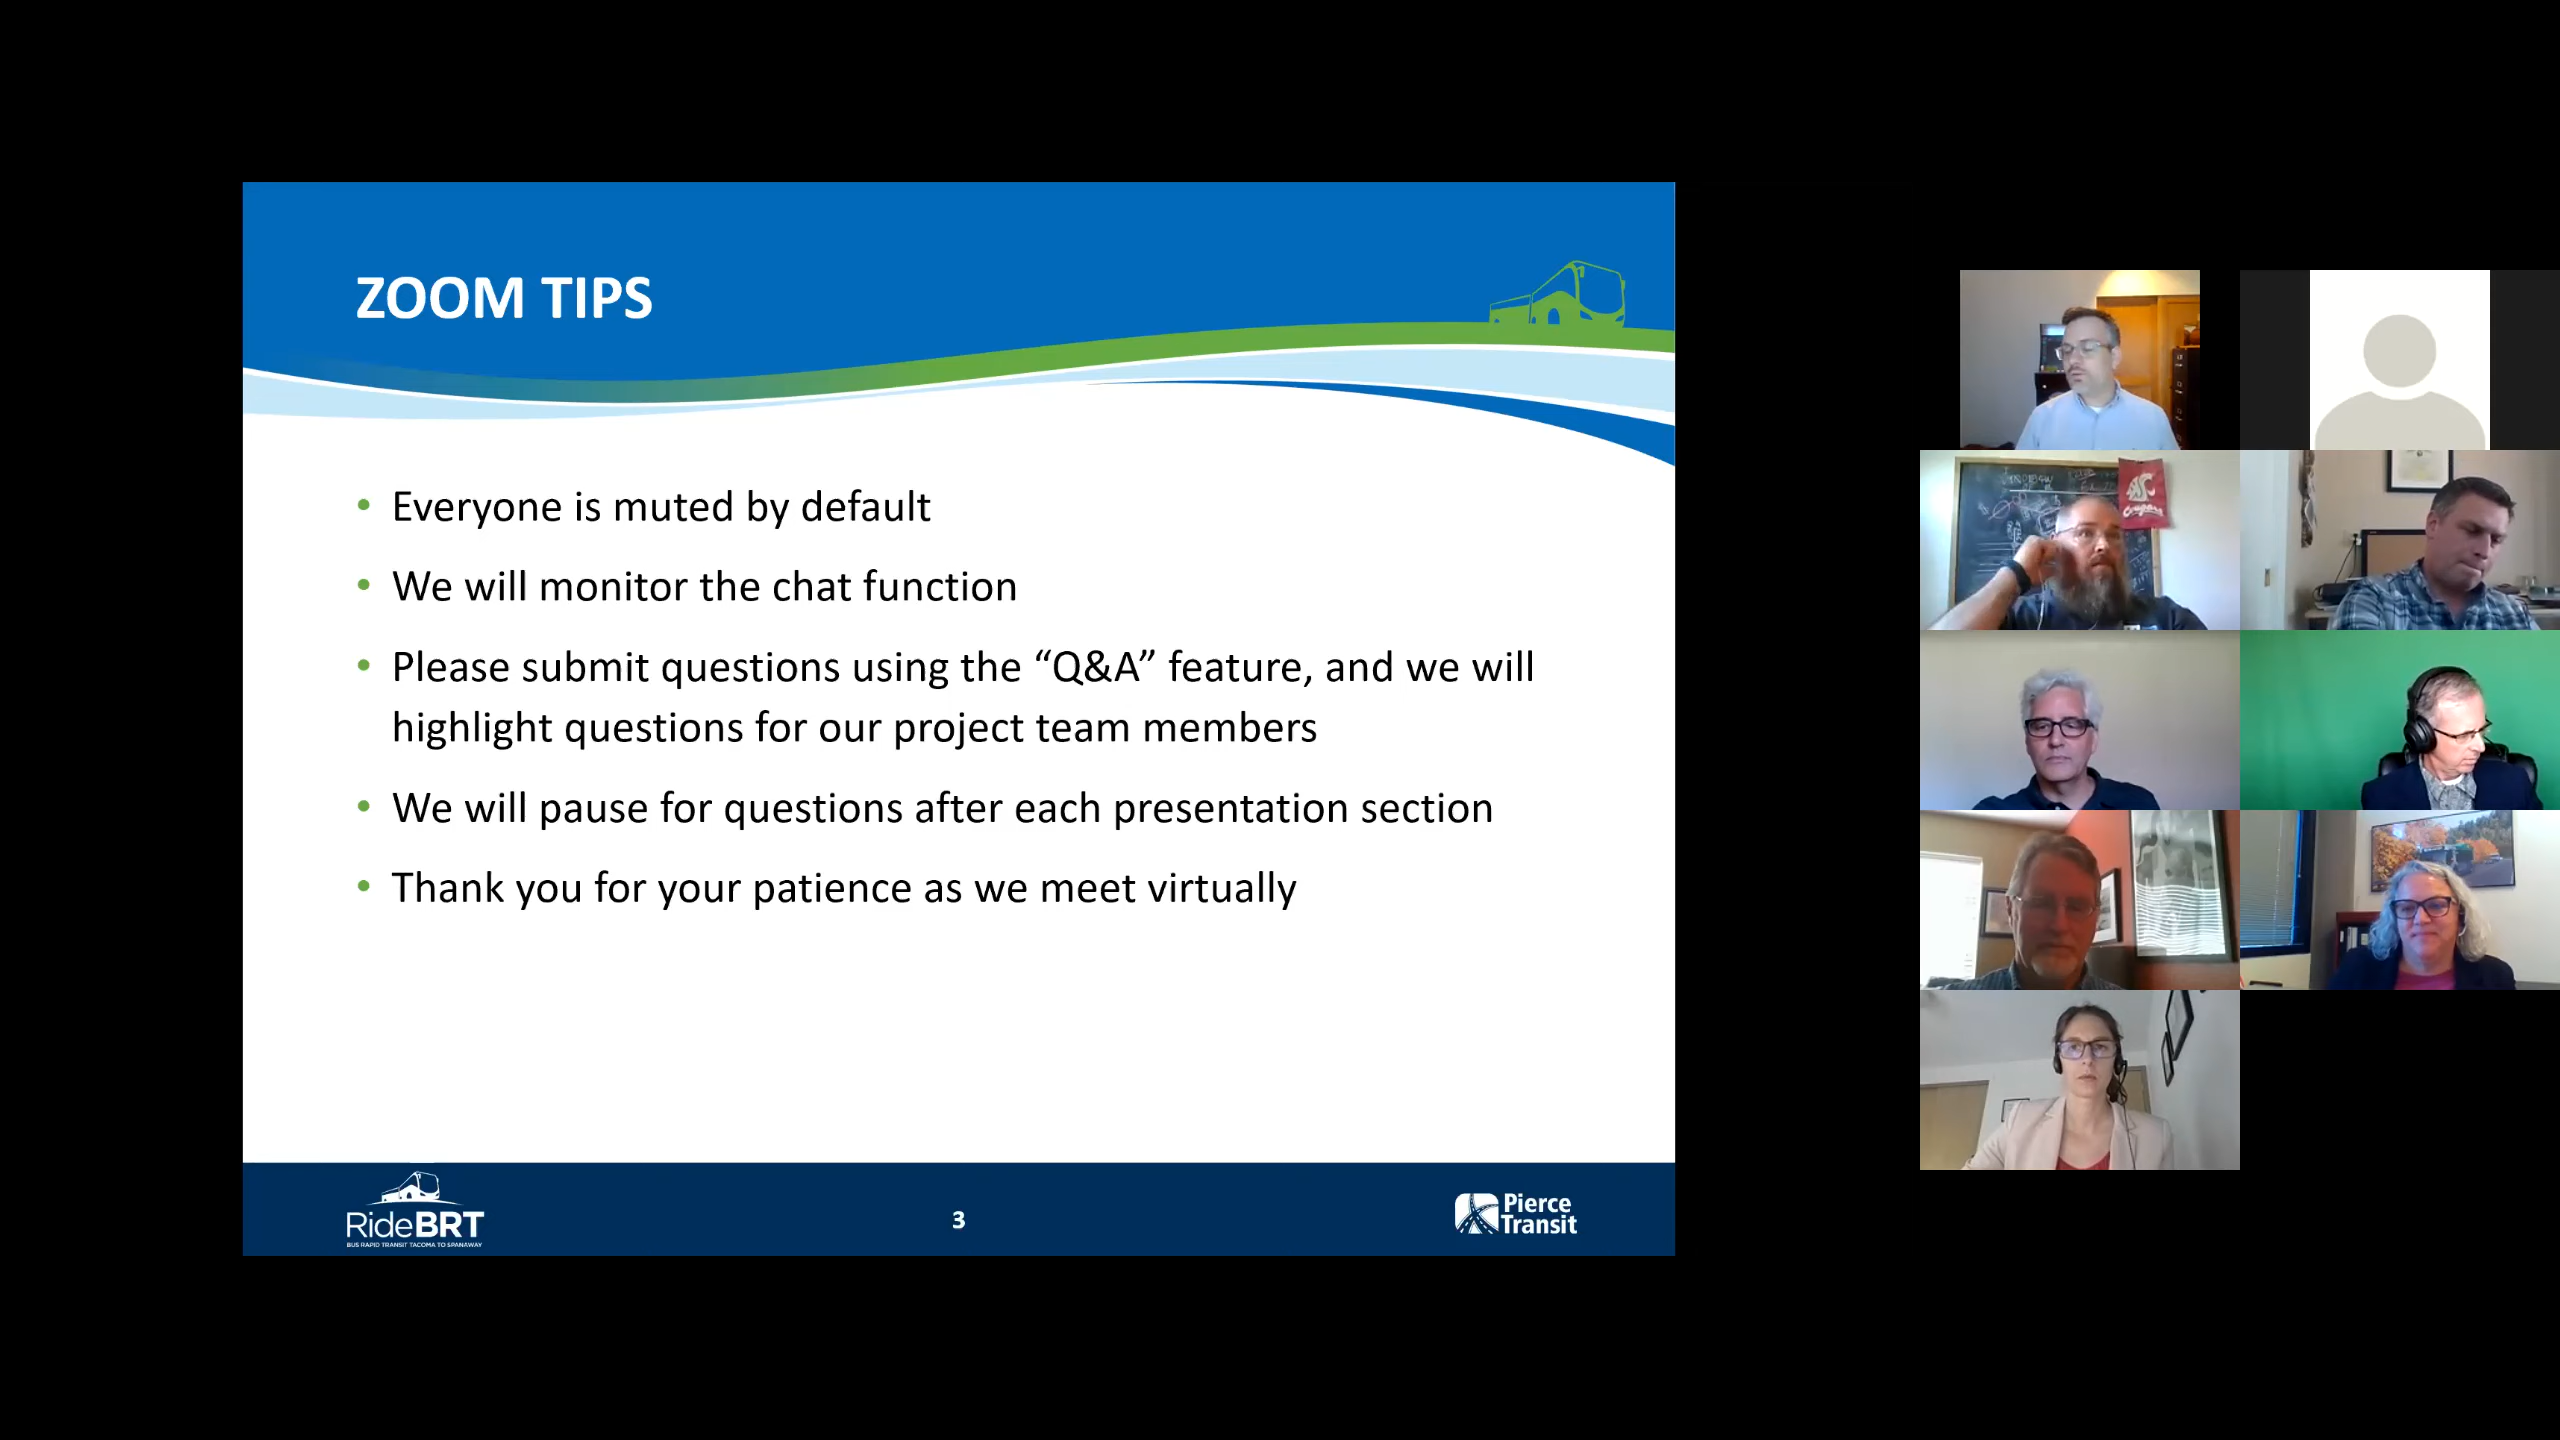 ZOOM TIPS
• Everyone is muted by default
• We will monitor the chat function
• Please submit questions using the “Q&A” feature, and we will
highlight questions for our project team members
• We will pause for questions after each presentation section
• Thank you for your patience as we meet virtually
RideBRT
BUS RAPID TRANSIT TACOMA TO SPANAWAY
3
Pierce
Transit
Cougars